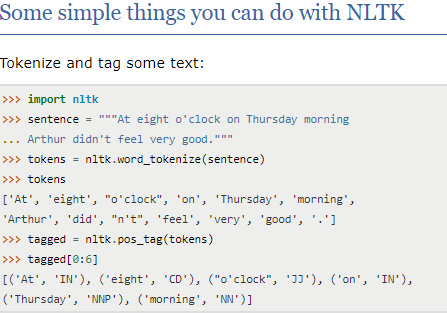 Some simple things you can do with NLTK
Tokenize and tag some text:
>>> import nltk
>>> sentence = """At eight o'clock on Thursday morning
... Arthur didn't feel very good."""
>>> tokens = nltk.word_tokenize(sentence)
>>> tokens
['At', 'eight', "o'clock", 'on', 'Thursday', 'morning',
'Arthur', 'did', "n't", 'feel', 'very', 'good', '.']
>>> tagged = nltk.pos_tag(tokens)
>>> tagged[0:6]
[('At', 'IN'), ('eight', 'CD'), ("o'clock", 'JJ'), ('on', 'IN'),
('Thursday', 'NNP'), ('morning', 'NN')]